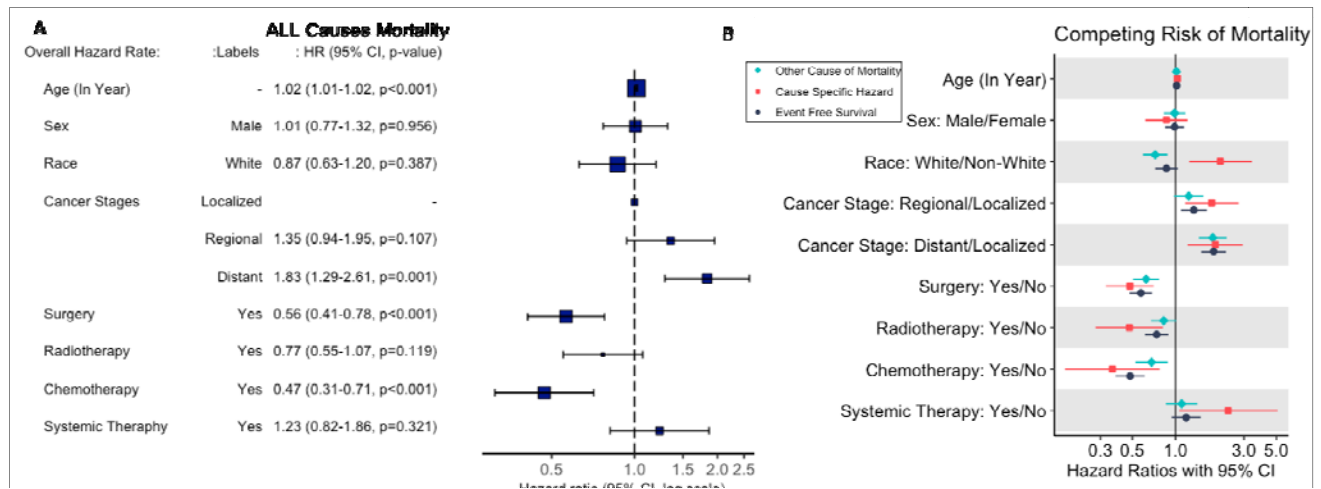 A
ALL Causes Mortality
Overall Hazard Rate: :Labels : HR (95% CI, p-value)
Age (In Year) - 1.02 (1.01-1.02, p<0.001)
Sex Male 1.01 (0.77-1.32, p=0.956)
Race White 0.87 (0.63-1.20, p=0.387)
Cancer Stages Localized -
Regional 1.35 (0.94-1.95, p=0.107)
Distant 1.83 (1.29-2.61, p=0.001)
Surgery Yes 0.56 (0.41-0.78, p<0.001)
Radiotherapy Yes 0.77 (0.55-1.07, p=0.119)
Chemotherapy Yes 0.47 (0.31-0.71, p<0.001)
Systemic Theraphy Yes 1.23 (0.82-1.86, p=0.321)
0.5 1.0 1.5 2.0 2.5
Hazard ratio (95% CI, log scale)
B
Competing Risk of Mortality
Other Cause of Mortality
Cause Specific Hazard
Event Free Survival
Age (In Year)
Sex: Male/Female
Race: White/Non-White
Cancer Stage: Regional/Localized
Cancer Stage: Distant/Localized
Surgery: Yes/No
Radiotherapy: Yes/No
Chemotherapy: Yes/No
Systemic Therapy: Yes/No
0.3 0.5 1.0 3.0 5.0
Hazard Ratios with 95% CI